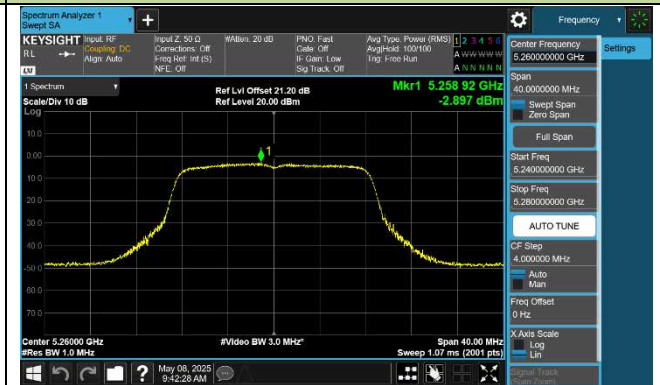 Spectrum Analyzer 1
Swept SA
+
Frequency
KEYSIGHT
RL
LXI
Input: RF
Coupling: DC
Align: Auto
Input Z: 50 Ω
Corrections: Off
Freq Ref: Int (S)
NFE: Off
#Atten: 20 dB
PNO: Fast
Gate: Off
IF Gain: Low
Sig Track: Off
Avg Type: Power (RMS)
Avg|Hold: 100/100
Trig: Free Run
1 2 3 4 5 6
A W W W W W
A N N N N N
1 Spectrum
Scale/Div 10 dB
Log
Ref Lvl Offset 21.20 dB
Ref Level 20.00 dBm
Mkr1 5.258 92 GHz
-2.897 dBm
10.0
0.00
-10.0
-20.0
-30.0
-40.0
-50.0
-60.0
-70.0
1
Center 5.26000 GHz
#Res BW 1.0 MHz
#Video BW 3.0 MHz*
Span 40.00 MHz
Sweep 1.07 ms (2001 pts)
Center Frequency
5.260000000 GHz
Settings
Span
40.0000000 MHz
Swept Span
Zero Span
Full Span
Start Freq
5.240000000 GHz
Stop Freq
5.280000000 GHz
AUTO TUNE
CF Step
4.000000 MHz
Auto
Man
Freq Offset
0 Hz
X Axis Scale
Log
Lin
Signal Track
(Span Zoom)
?
May 08, 2025
9:42:28 AM